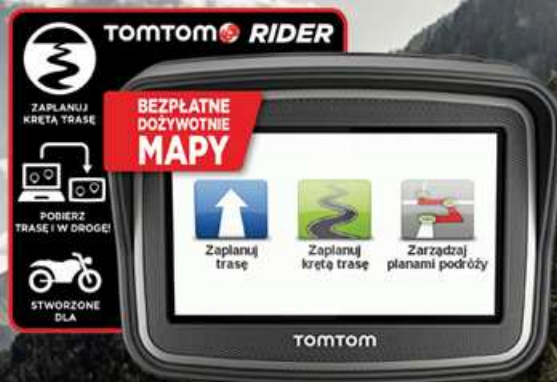 TOMTOM RIDER
ZAPLANUJ
KRĘTĄ TRASĘ
BEZPŁATNE
DOŻYWOTNIE
MAPY
POBIERZ
TRASĘ I W DROGĘ!
STWORZONE
DLA
Zaplanuj
trasę
Zaplanuj
krętą trasę
Zarządzaj
planami podróży
TOMTOM